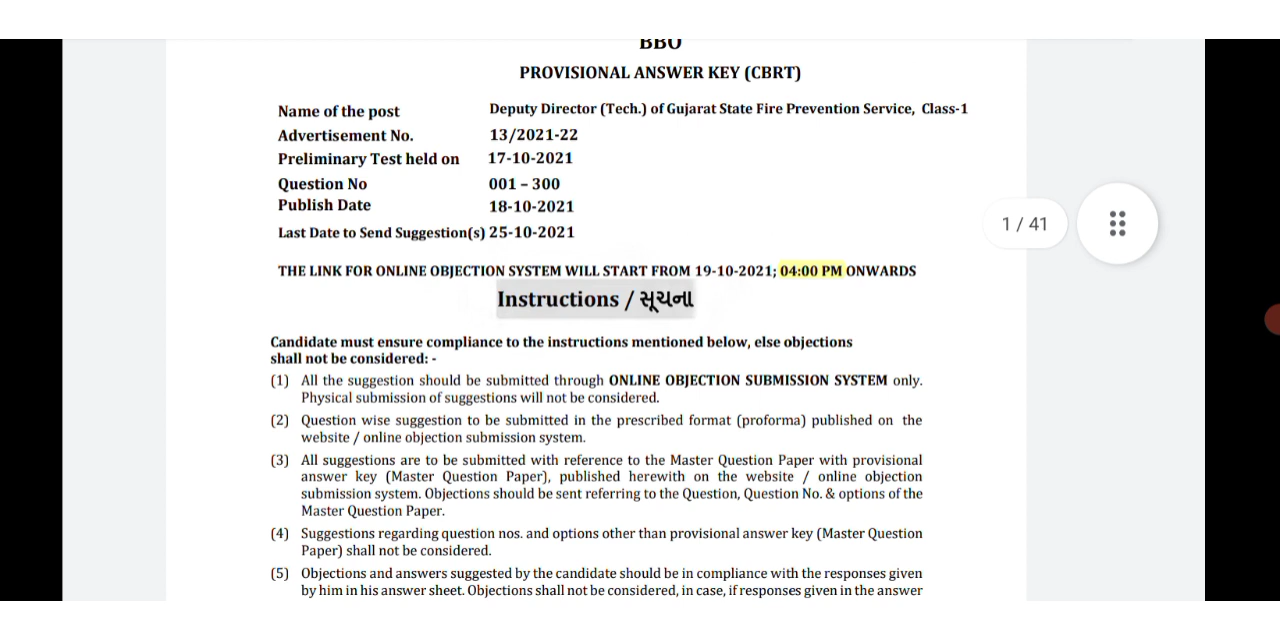 BBU
PROVISIONAL ANSWER KEY (CBRT)
Name of the post Deputy Director (Tech.) of Gujarat State Fire Prevention Service, Class-1
Advertisement No. 13/2021-22
Preliminary Test held on 17-10-2021
Question No 001 – 300
Publish Date 18-10-2021
Last Date to Send Suggestion(s) 25-10-2021
1 / 41
THE LINK FOR ONLINE OBJECTION SYSTEM WILL START FROM 19-10-2021; 04:00 PM ONWARDS
Instructions / સૂચના
Candidate must ensure compliance to the instructions mentioned below, else objections
shall not be considered: -
(1) All the suggestion should be submitted through ONLINE OBJECTION SUBMISSION SYSTEM only.
Physical submission of suggestions will not be considered.
(2) Question wise suggestion to be submitted in the prescribed format (proforma) published on the
website / online objection submission system.
(3) All suggestions are to be submitted with reference to the Master Question Paper with provisional
answer key (Master Question Paper), published herewith on the website / online objection
submission system. Objections should be sent referring to the Question, Question No. & options of the
Master Question Paper.
(4) Suggestions regarding question nos. and options other than provisional answer key (Master Question
Paper) shall not be considered.
(5) Objections and answers suggested by the candidate should be in compliance with the responses given
by him in his answer sheet. Objections shall not be considered, in case, if responses given in the answer